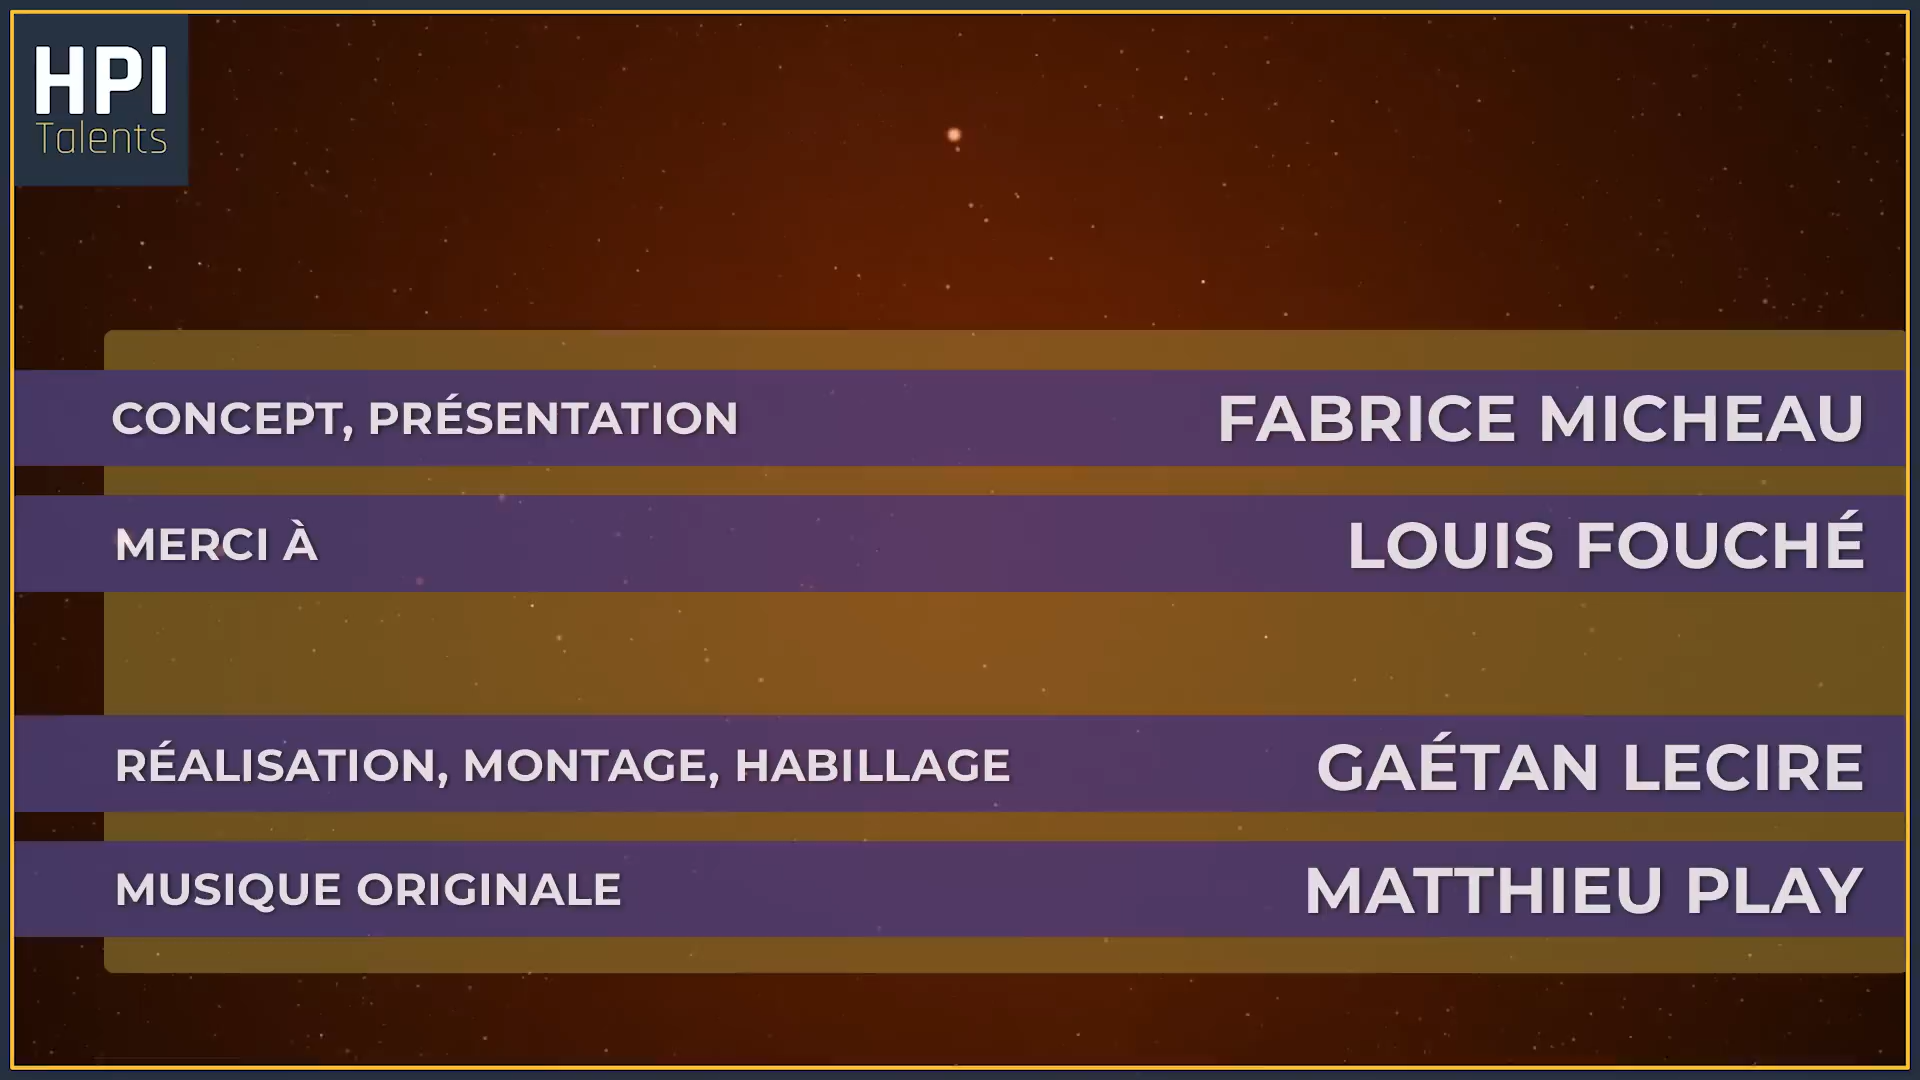 HPI
Talents
CONCEPT, PRÉSENTATION FABRICE MICHEAU
MERCI À LOUIS FOUCHÉ
RÉALISATION, MONTAGE, HABILLAGE GAÉTAN LECIRE
MUSIQUE ORIGINALE MATTHIEU PLAY